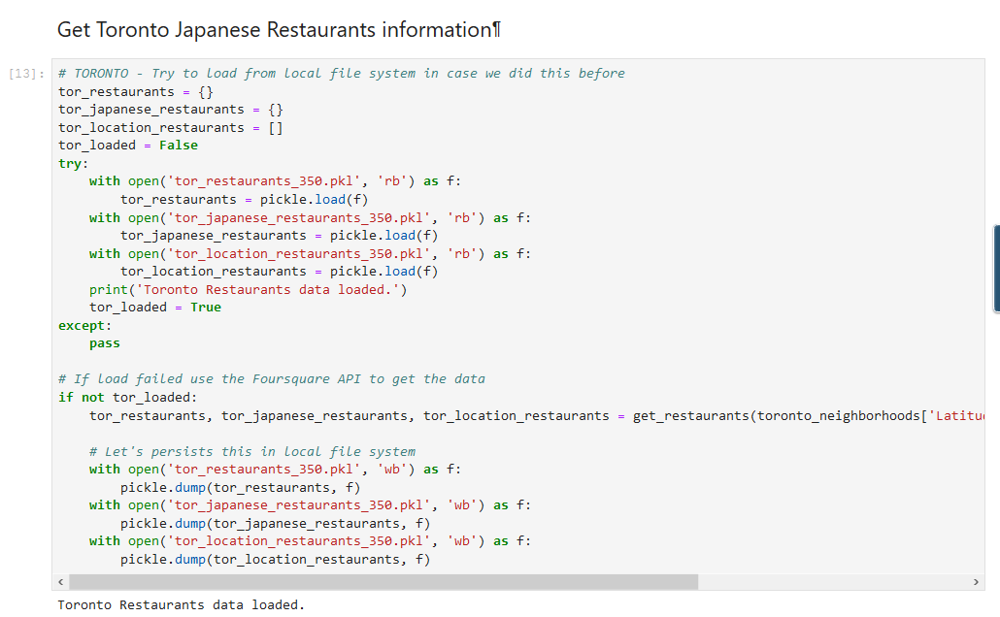 Get Toronto Japanese Restaurants information¶
[13]: # TORONTO - Try to load from local file system in case we did this before
tor_restaurants = {}
tor_japanese_restaurants = {}
tor_location_restaurants = []
tor_loaded = False
try:
    with open('tor_restaurants_350.pkl', 'rb') as f:
        tor_restaurants = pickle.load(f)
    with open('tor_japanese_restaurants_350.pkl', 'rb') as f:
        tor_japanese_restaurants = pickle.load(f)
    with open('tor_location_restaurants_350.pkl', 'rb') as f:
        tor_location_restaurants = pickle.load(f)
    print('Toronto Restaurants data loaded.')
    tor_loaded = True
except:
    pass
# If load failed use the Foursquare API to get the data
if not tor_loaded:
    tor_restaurants, tor_japanese_restaurants, tor_location_restaurants = get_restaurants(toronto_neighborhoods['Latitu
    # Let's persists this in local file system
    with open('tor_restaurants_350.pkl', 'wb') as f:
        pickle.dump(tor_restaurants, f)
    with open('tor_japanese_restaurants_350.pkl', 'wb') as f:
        pickle.dump(tor_japanese_restaurants, f)
    with open('tor_location_restaurants_350.pkl', 'wb') as f:
        pickle.dump(tor_location_restaurants, f)
Toronto Restaurants data loaded.